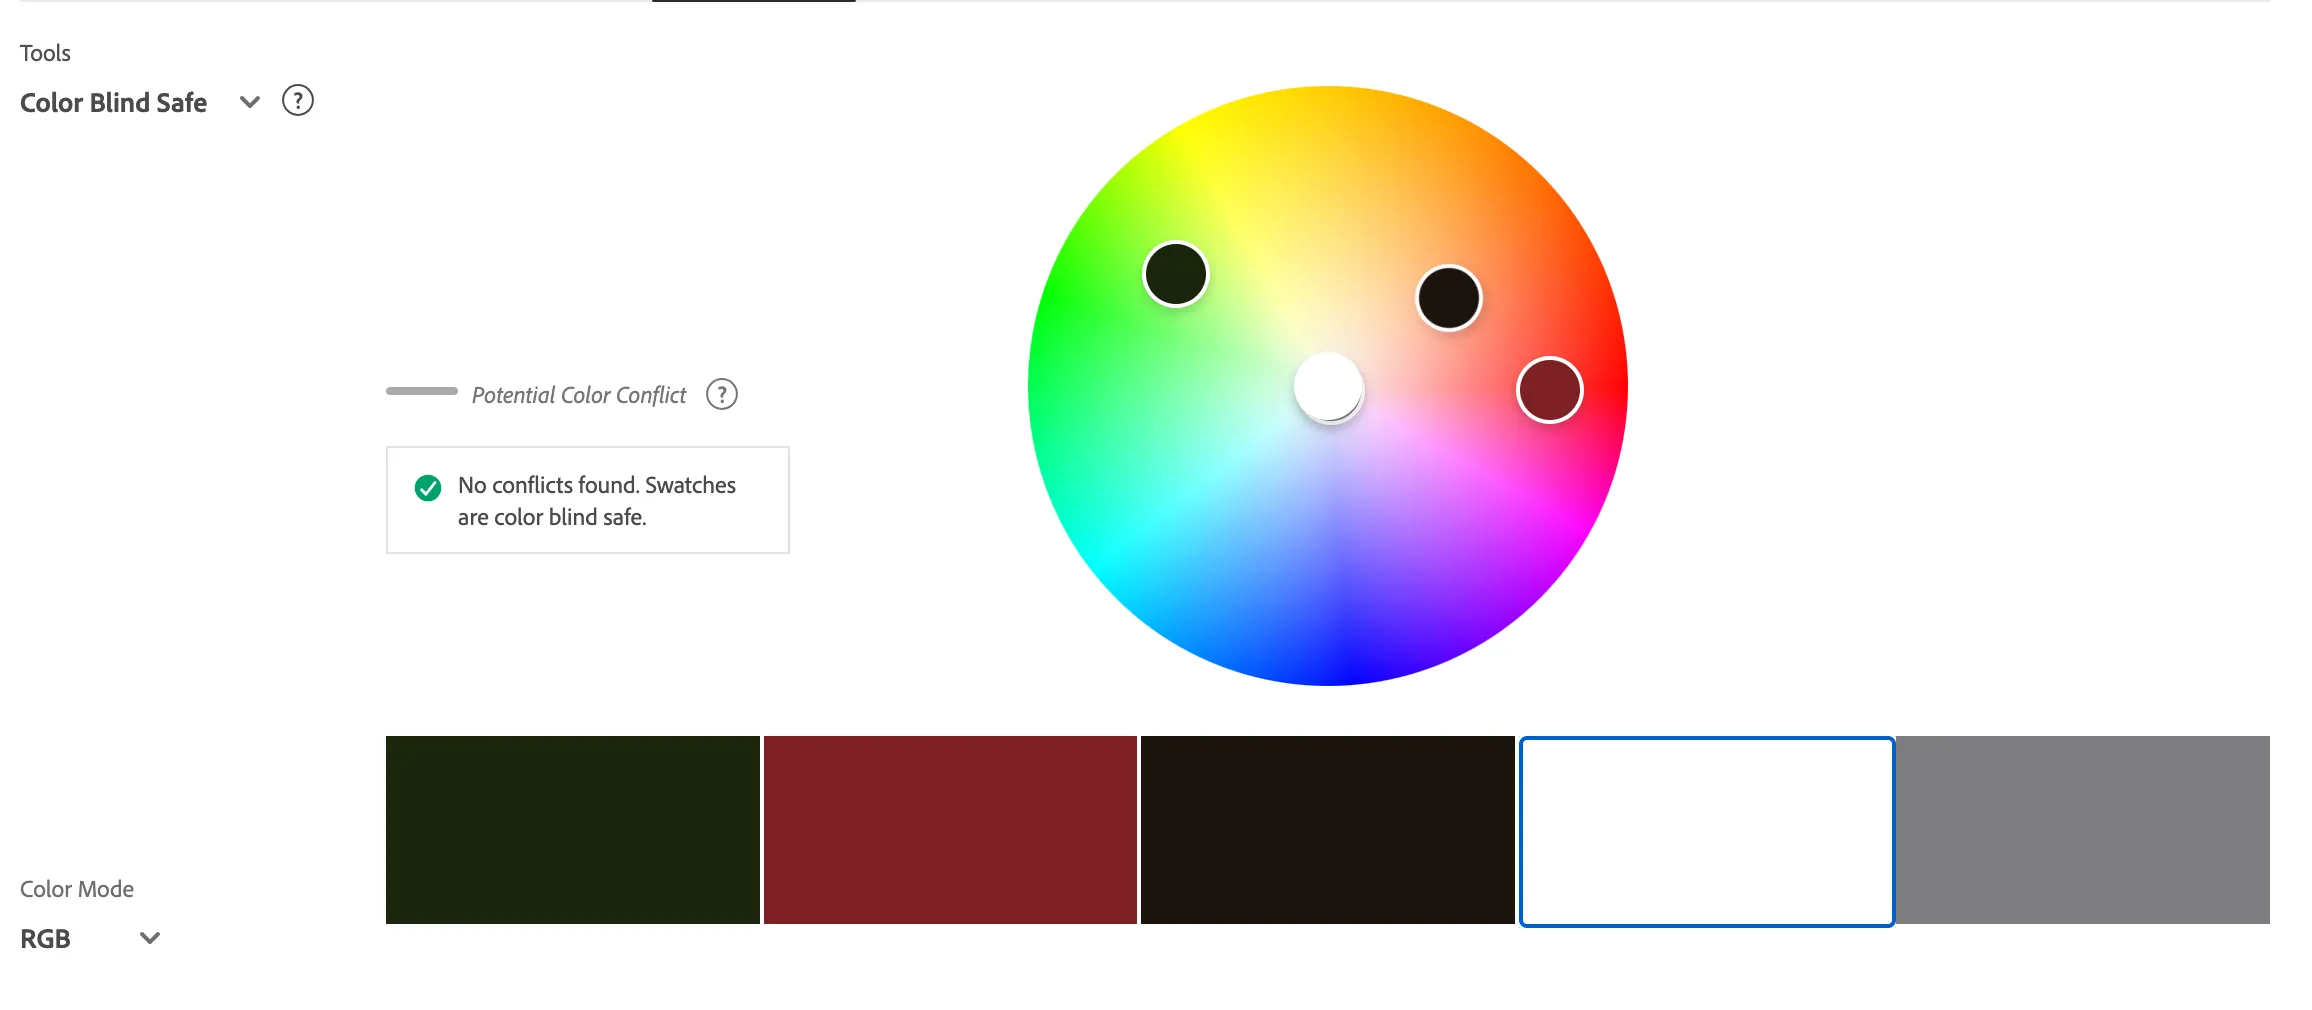 Tools
Color Blind Safe
?
Potential Color Conflict
?
No conflicts found. Swatches
are color blind safe.
Color Mode
RGB